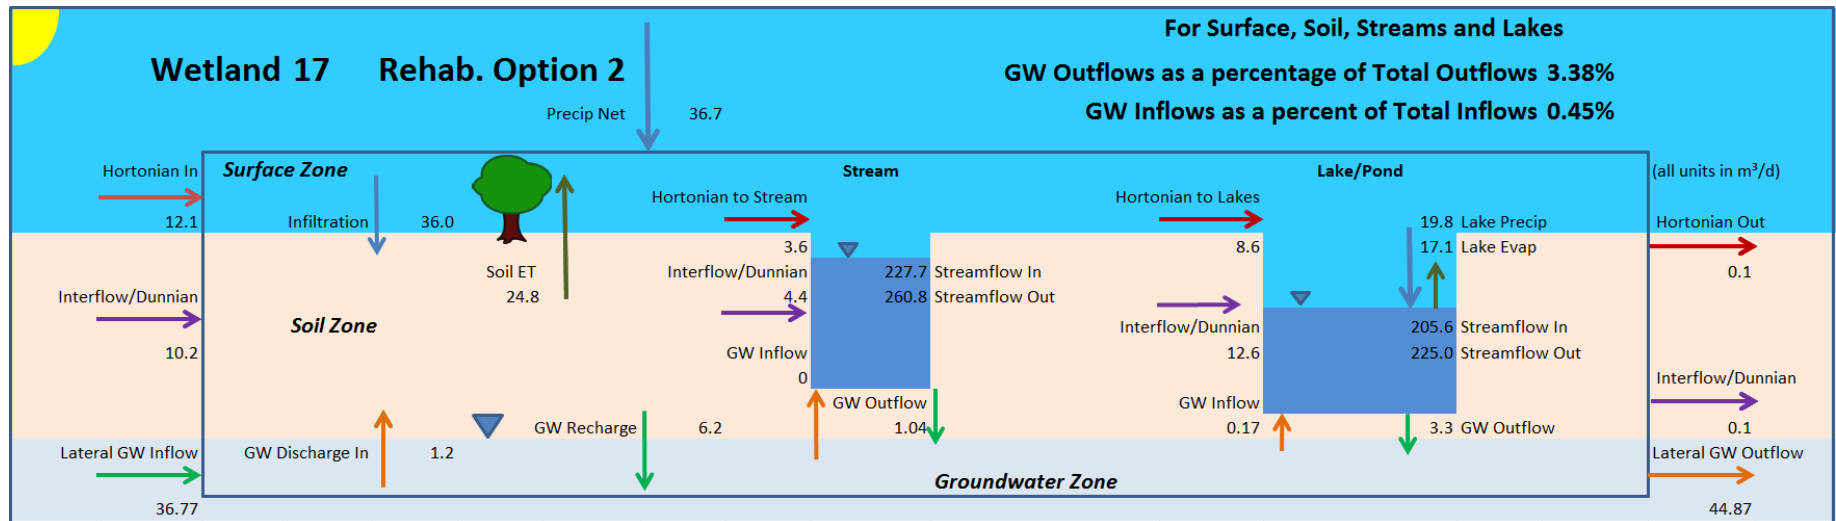 For Surface, Soil, Streams and Lakes
Wetland 17 Rehab. Option 2
GW Outflows as a percentage of Total Outflows 3.38%
GW Inflows as a percent of Total Inflows 0.45%
Precip Net 36.7
Hortonian In
12.1
Surface Zone
Infiltration 36.0
Soil ET
24.8
Stream
Hortonian to Stream
3.6
Interflow/Dunnian
4.4
227.7 Streamflow In
260.8 Streamflow Out
GW Inflow
0
GW Outflow
1.04
Lake/Pond
Hortonian to Lakes
8.6
19.8 Lake Precip
17.1 Lake Evap
Interflow/Dunnian
12.6
205.6 Streamflow In
225.0 Streamflow Out
GW Inflow
0.17
3.3 GW Outflow
(all units in m³/d)
Hortonian Out
0.1
Interflow/Dunnian
10.2
Soil Zone
Interflow/Dunnian
0.1
GW Recharge 6.2
Lateral GW Inflow
36.77
GW Discharge In 1.2
Groundwater Zone
Lateral GW Outflow
44.87